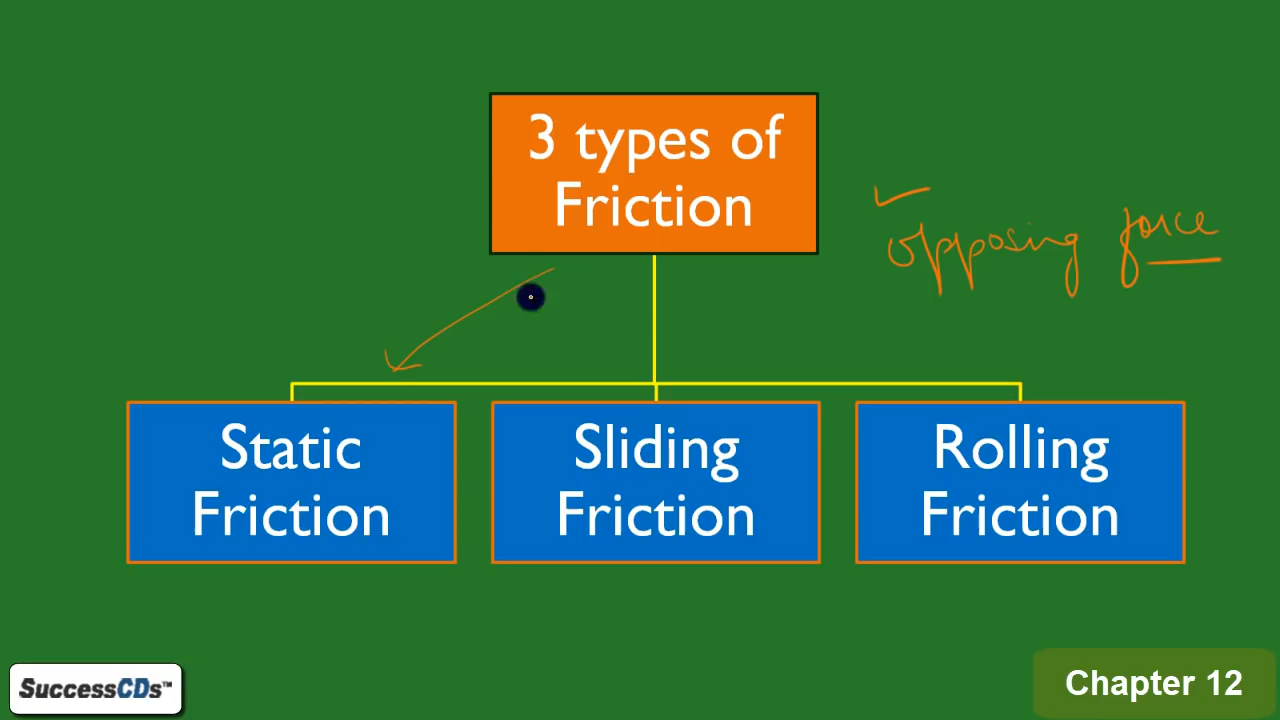 3 types of
Friction
opposing force
Static
Friction
Sliding
Friction
Rolling
Friction
SuccessCDs™
Chapter 12